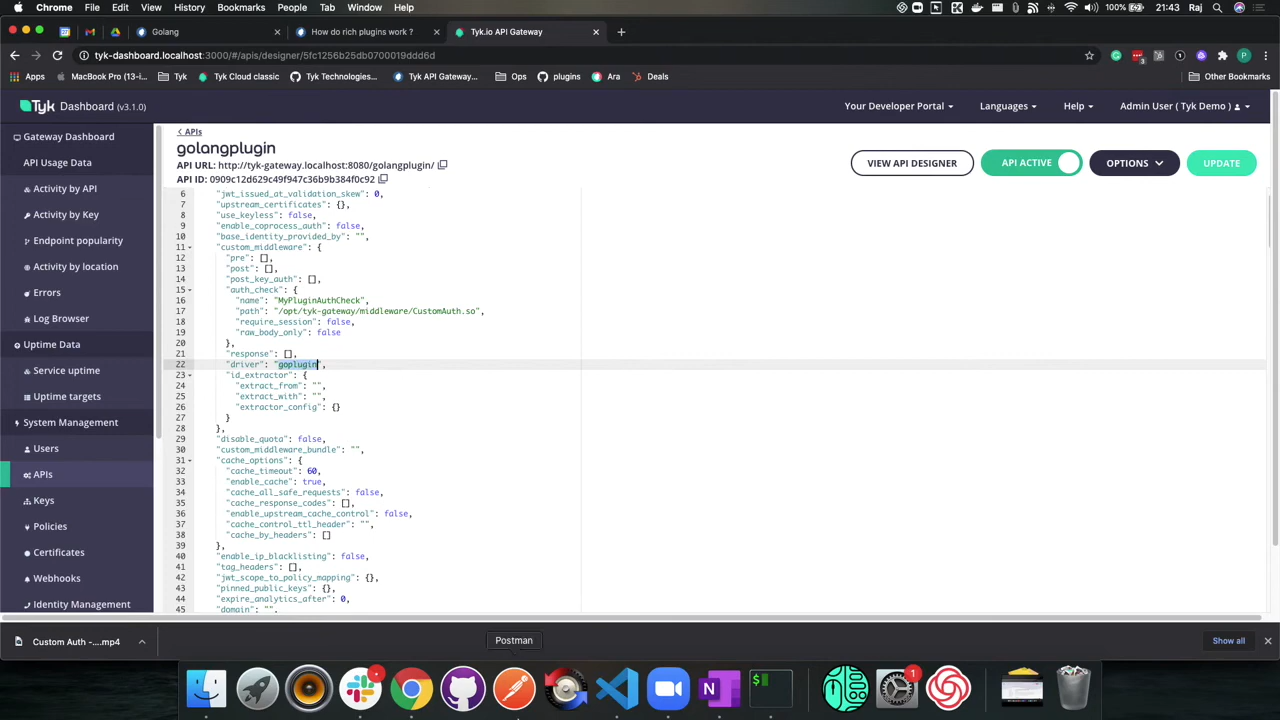 Chrome File Edit View History Bookmarks People Tab Window Help 100% 21:43 Raj
Golang × How do rich plugins work ? × Tyk.io API Gateway × +
tyk-dashboard.localhost:3000/#/apis/designer/5fc1256b25db0700019ddd6d
Apps MacBook Pro (13-i... Tyk Tyk Cloud classic Tyk Technologies... Tyk API Gateway... Ops plugins Ara Deals Other Bookmarks
Tyk Dashboard (v3.1.0) Your Developer Portal Languages Help Admin User ( Tyk Demo )
Gateway Dashboard
API Usage Data
Activity by API
Activity by Key
Endpoint popularity
Activity by location
Errors
Log Browser
Uptime Data
Service uptime
Uptime targets
System Management
Users
APIs
Keys
Policies
Certificates
Webhooks
Identity Management
< APIs
golangplugin
API URL: http://tyk-gateway.localhost:8080/golangplugin/
API ID: 0909c12d629c49f947c36b9b384f0c92
VIEW API DESIGNER API ACTIVE OPTIONS UPDATE
6 "jwt_issued_at_validation_skew": 0,
7 "upstream_certificates": {},
8 "use_keyless": false,
9 "enable_coprocess_auth": false,
10 "base_identity_provided_by": "",
11 "custom_middleware": {
12 "pre": [],
13 "post": [],
14 "post_key_auth": [],
15 "auth_check": {
16 "name": "MyPluginAuthCheck",
17 "path": "/opt/tyk-gateway/middleware/CustomAuth.so",
18 "require_session": false,
19 "raw_body_only": false
20 },
21 "response": [],
22 "driver": "goplugin",
23 "id_extractor": {
24 "extract_from": "",
25 "extract_with": "",
26 "extractor_config": {}
27 }
28 },
29 "disable_quota": false,
30 "custom_middleware_bundle": "",
31 "cache_options": {
32 "cache_timeout": 60,
33 "enable_cache": true,
34 "cache_all_safe_requests": false,
35 "cache_response_codes": [],
36 "enable_upstream_cache_control": false,
37 "cache_control_ttl_header": "",
38 "cache_by_headers": []
39 },
40 "enable_ip_blacklisting": false,
41 "tag_headers": [],
42 "jwt_scope_to_policy_mapping": {},
43 "pinned_public_keys": {},
44 "expire_analytics_after": 0,
45 "domain": "",
Custom Auth -....mp4 Postman Show all ×